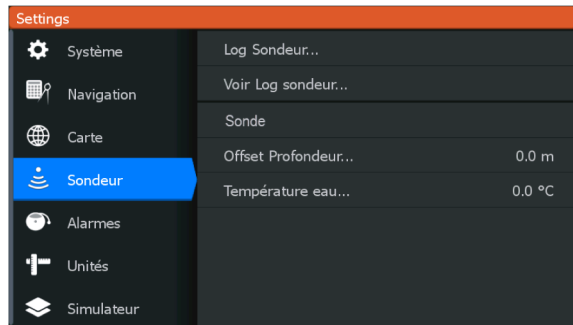 Settings
Système
Navigation
Carte
Sondeur
Alarmes
Unités
Simulateur
Log Sondeur...
Voir Log sondeur...
Sonde
Offset Profondeur... 0.0 m
Température eau... 0.0 °C